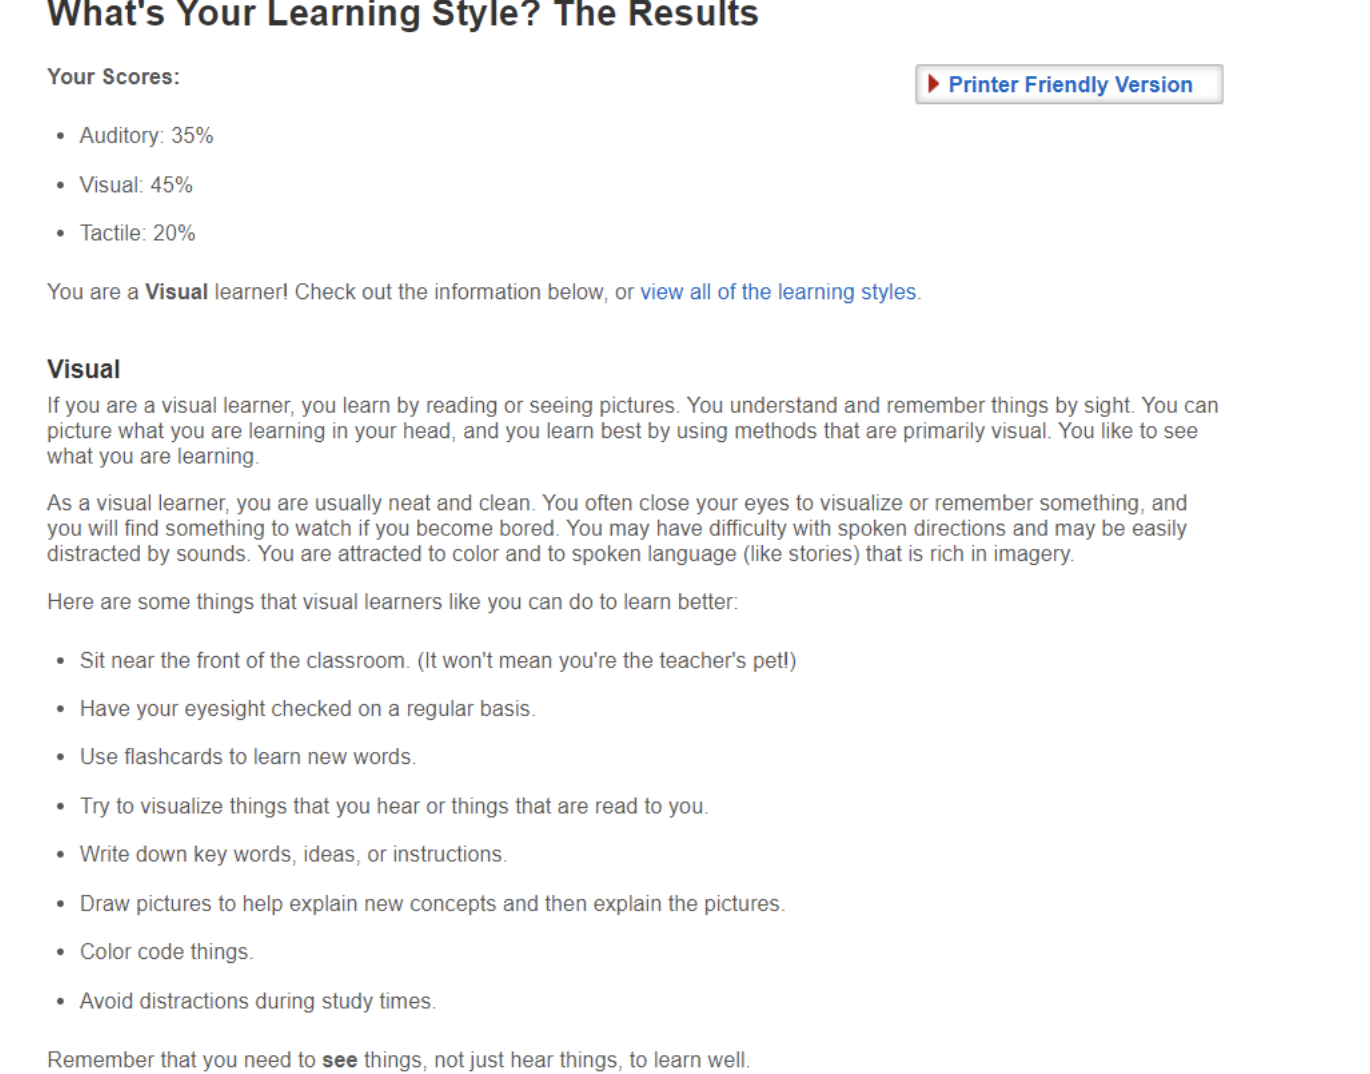 What's Your Learning Style? The Results
Your Scores:
Printer Friendly Version
• Auditory: 35%
• Visual: 45%
• Tactile: 20%
You are a Visual learner! Check out the information below, or view all of the learning styles.
Visual
If you are a visual learner, you learn by reading or seeing pictures. You understand and remember things by sight. You can
picture what you are learning in your head, and you learn best by using methods that are primarily visual. You like to see
what you are learning.
As a visual learner, you are usually neat and clean. You often close your eyes to visualize or remember something, and
you will find something to watch if you become bored. You may have difficulty with spoken directions and may be easily
distracted by sounds. You are attracted to color and to spoken language (like stories) that is rich in imagery.
Here are some things that visual learners like you can do to learn better:
• Sit near the front of the classroom. (It won't mean you're the teacher's pet!)
• Have your eyesight checked on a regular basis.
• Use flashcards to learn new words.
• Try to visualize things that you hear or things that are read to you.
• Write down key words, ideas, or instructions.
• Draw pictures to help explain new concepts and then explain the pictures.
• Color code things.
• Avoid distractions during study times.
Remember that you need to see things, not just hear things, to learn well.